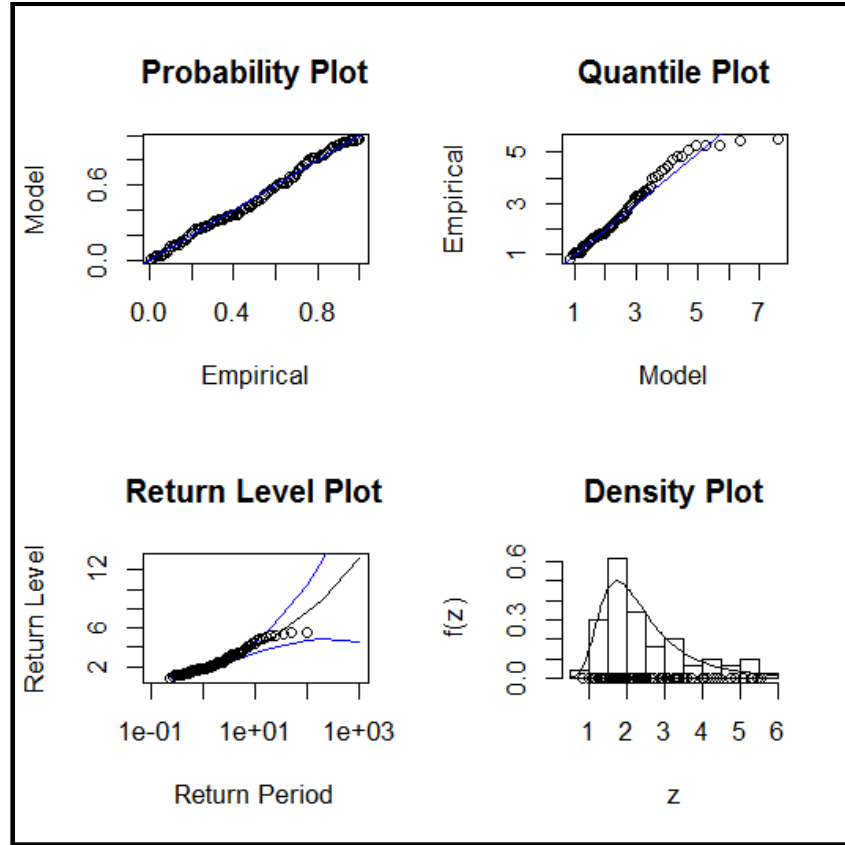 Probability Plot
Model
0.0 0.6
0.0 0.4 0.8
Empirical
Quantile Plot
Empirical
1 3 5
1 3 5 7
Model
Return Level Plot
Return Level
2 6 12
1e-01 1e+01 1e+03
Return Period
Density Plot
f(z)
0.0 0.3 0.6
1 2 3 4 5 6
z